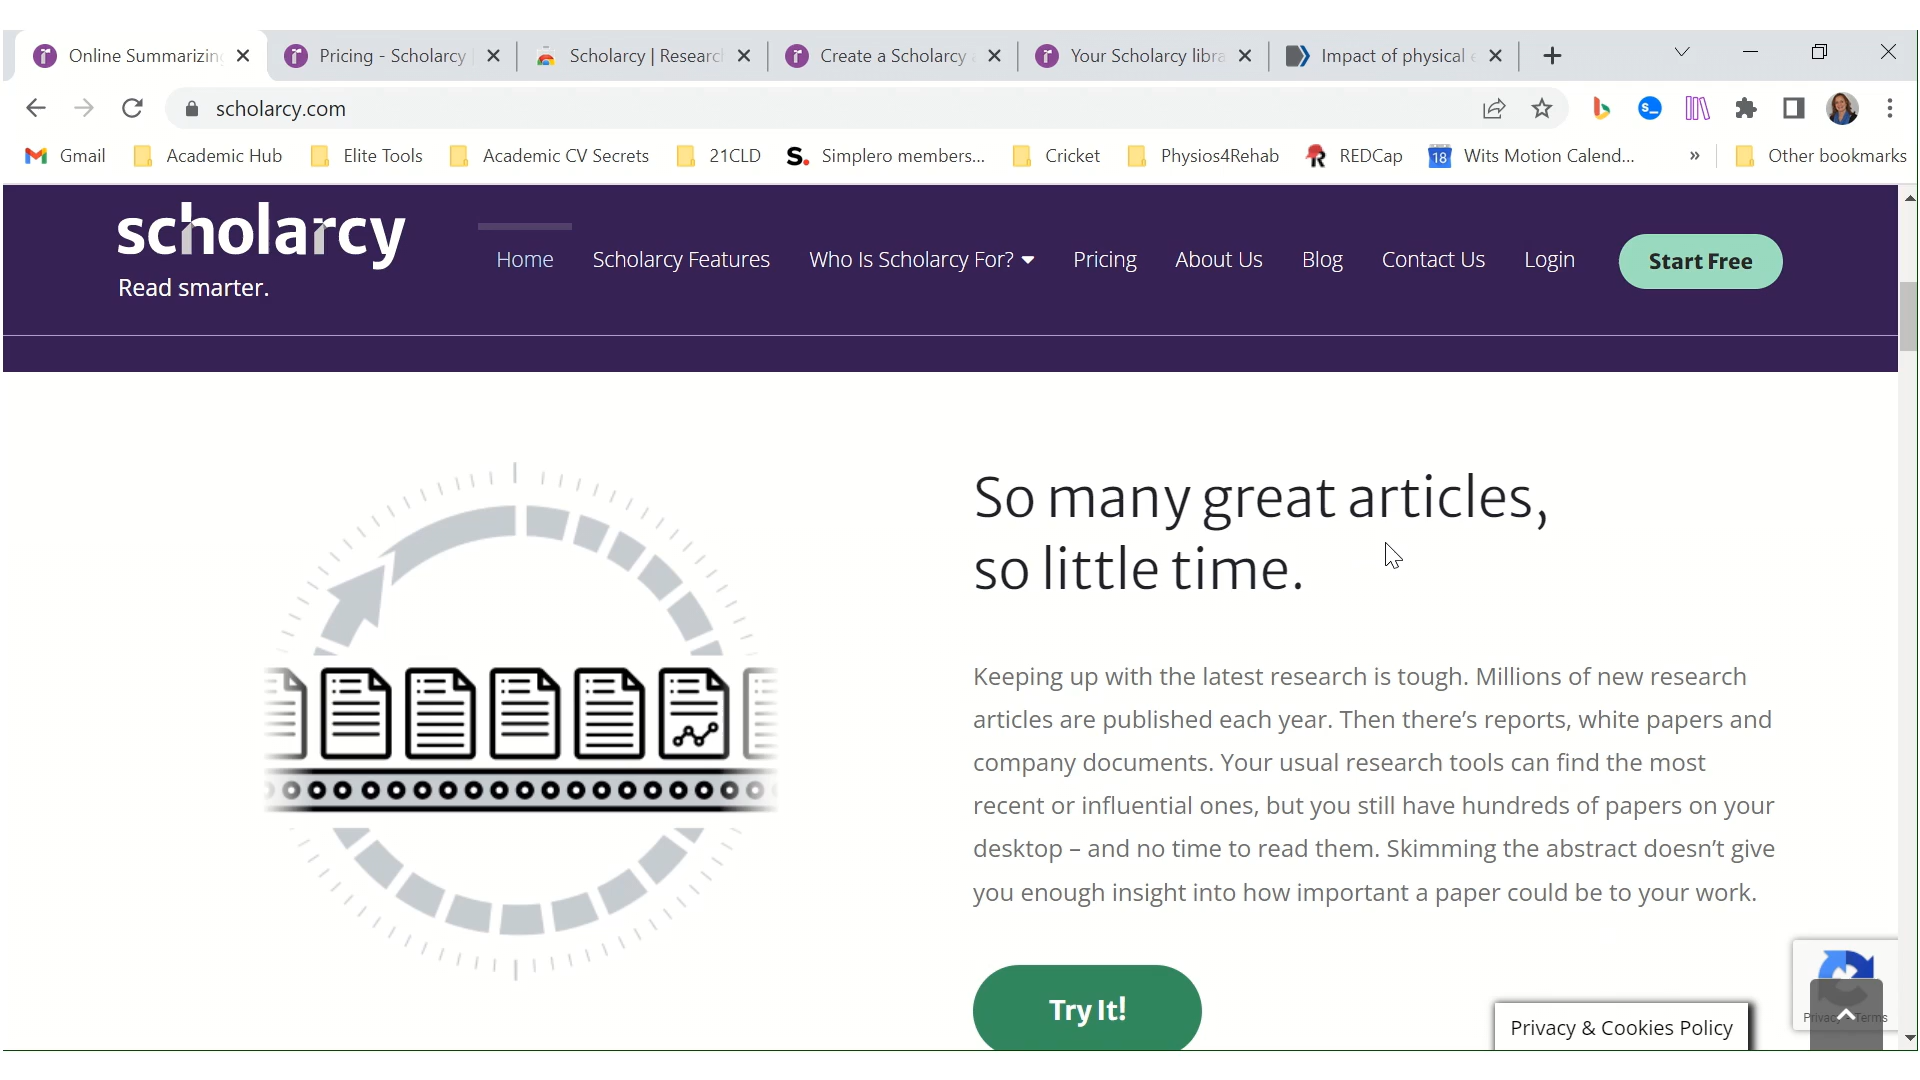 Online Summarizin
Pricing - Scholarcy
Scholarcy | Researc
Create a Scholarcy
Your Scholarcy libra
Impact of physical e
scholarcy.com
Gmail
Academic Hub
Elite Tools
Academic CV Secrets
21CLD
S. Simplero members...
Cricket
Physios4Rehab
REDCap
18 Wits Motion Calend...
»
Other bookmarks
scholarcy
Read smarter.
Home
Scholarcy Features
Who Is Scholarcy For?
Pricing
About Us
Blog
Contact Us
Login
Start Free
So many great articles,
so little time.
Keeping up with the latest research is tough. Millions of new research
articles are published each year. Then there’s reports, white papers and
company documents. Your usual research tools can find the most
recent or influential ones, but you still have hundreds of papers on your
desktop – and no time to read them. Skimming the abstract doesn’t give
you enough insight into how important a paper could be to your work.
Try It!
Privacy & Cookies Policy
Privacy - Terms